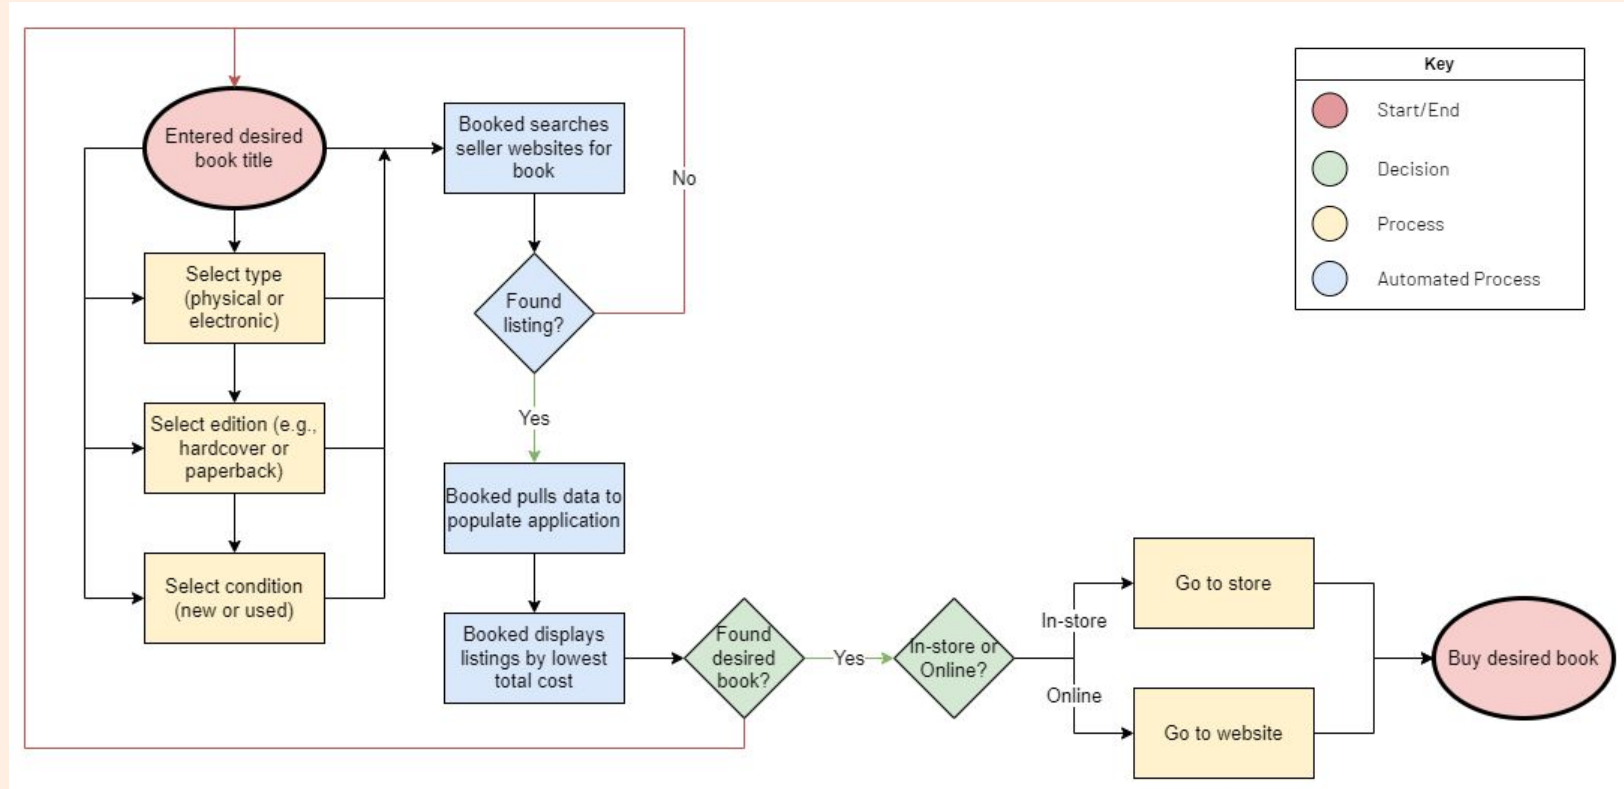 Entered desired
book title
Select type
(physical or
electronic)
Select edition (e.g.,
hardcover or
paperback)
Select condition
(new or used)
Booked searches
seller websites for
book
Found
listing?
No
Yes
Booked pulls data to
populate application
Booked displays
listings by lowest
total cost
Found
desired
book?
Yes
In-store or
Online?
In-store
Online
Go to store
Go to website
Buy desired book
Key
Start/End
Decision
Process
Automated Process